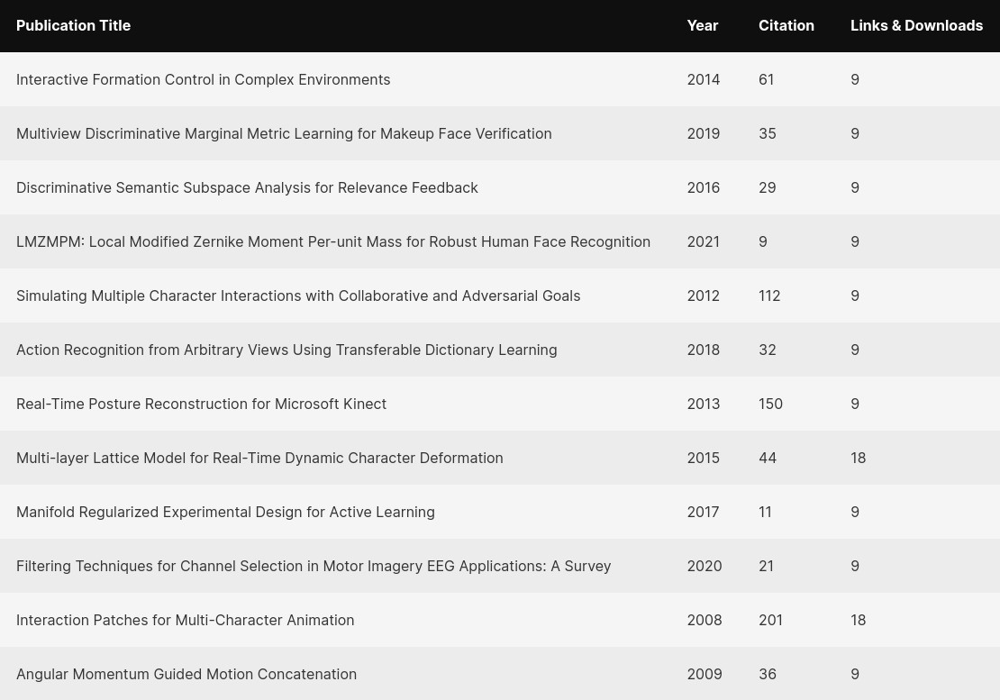 Publication Title Year Citation Links & Downloads
Interactive Formation Control in Complex Environments 2014 61 9
Multiview Discriminative Marginal Metric Learning for Makeup Face Verification 2019 35 9
Discriminative Semantic Subspace Analysis for Relevance Feedback 2016 29 9
LMZMPM: Local Modified Zernike Moment Per-unit Mass for Robust Human Face Recognition 2021 9 9
Simulating Multiple Character Interactions with Collaborative and Adversarial Goals 2012 112 9
Action Recognition from Arbitrary Views Using Transferable Dictionary Learning 2018 32 9
Real-Time Posture Reconstruction for Microsoft Kinect 2013 150 9
Multi-layer Lattice Model for Real-Time Dynamic Character Deformation 2015 44 18
Manifold Regularized Experimental Design for Active Learning 2017 11 9
Filtering Techniques for Channel Selection in Motor Imagery EEG Applications: A Survey 2020 21 9
Interaction Patches for Multi-Character Animation 2008 201 18
Angular Momentum Guided Motion Concatenation 2009 36 9